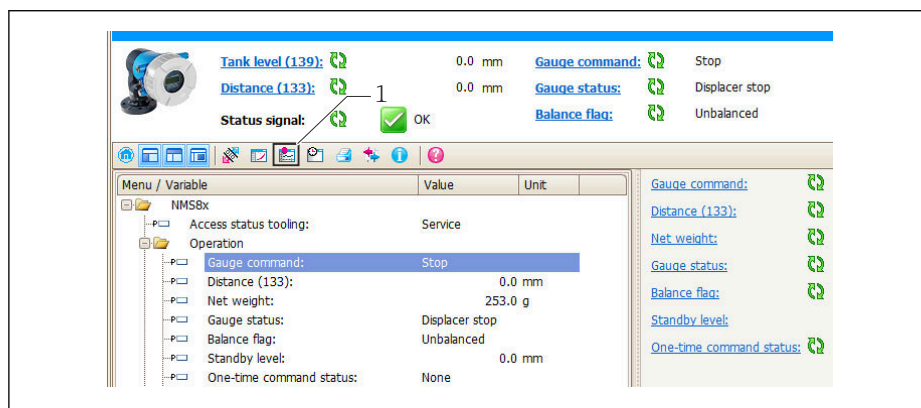 Tank level (139): 0.0 mm Gauge command: Stop
Distance (133): 0.0 mm Gauge status: Displacer stop
1
Status signal: OK Balance flag: Unbalanced
Menu / Variable Value Unit
NMS8x
Access status tooling: Service
Operation
Gauge command: Stop
Distance (133): 0.0 mm
Net weight: 253.0 g
Gauge status: Displacer stop
Balance flag: Unbalanced
Standby level: 0.0 mm
One-time command status: None
Gauge command:
Distance (133):
Net weight:
Gauge status:
Balance flag:
Standby level:
One-time command status: